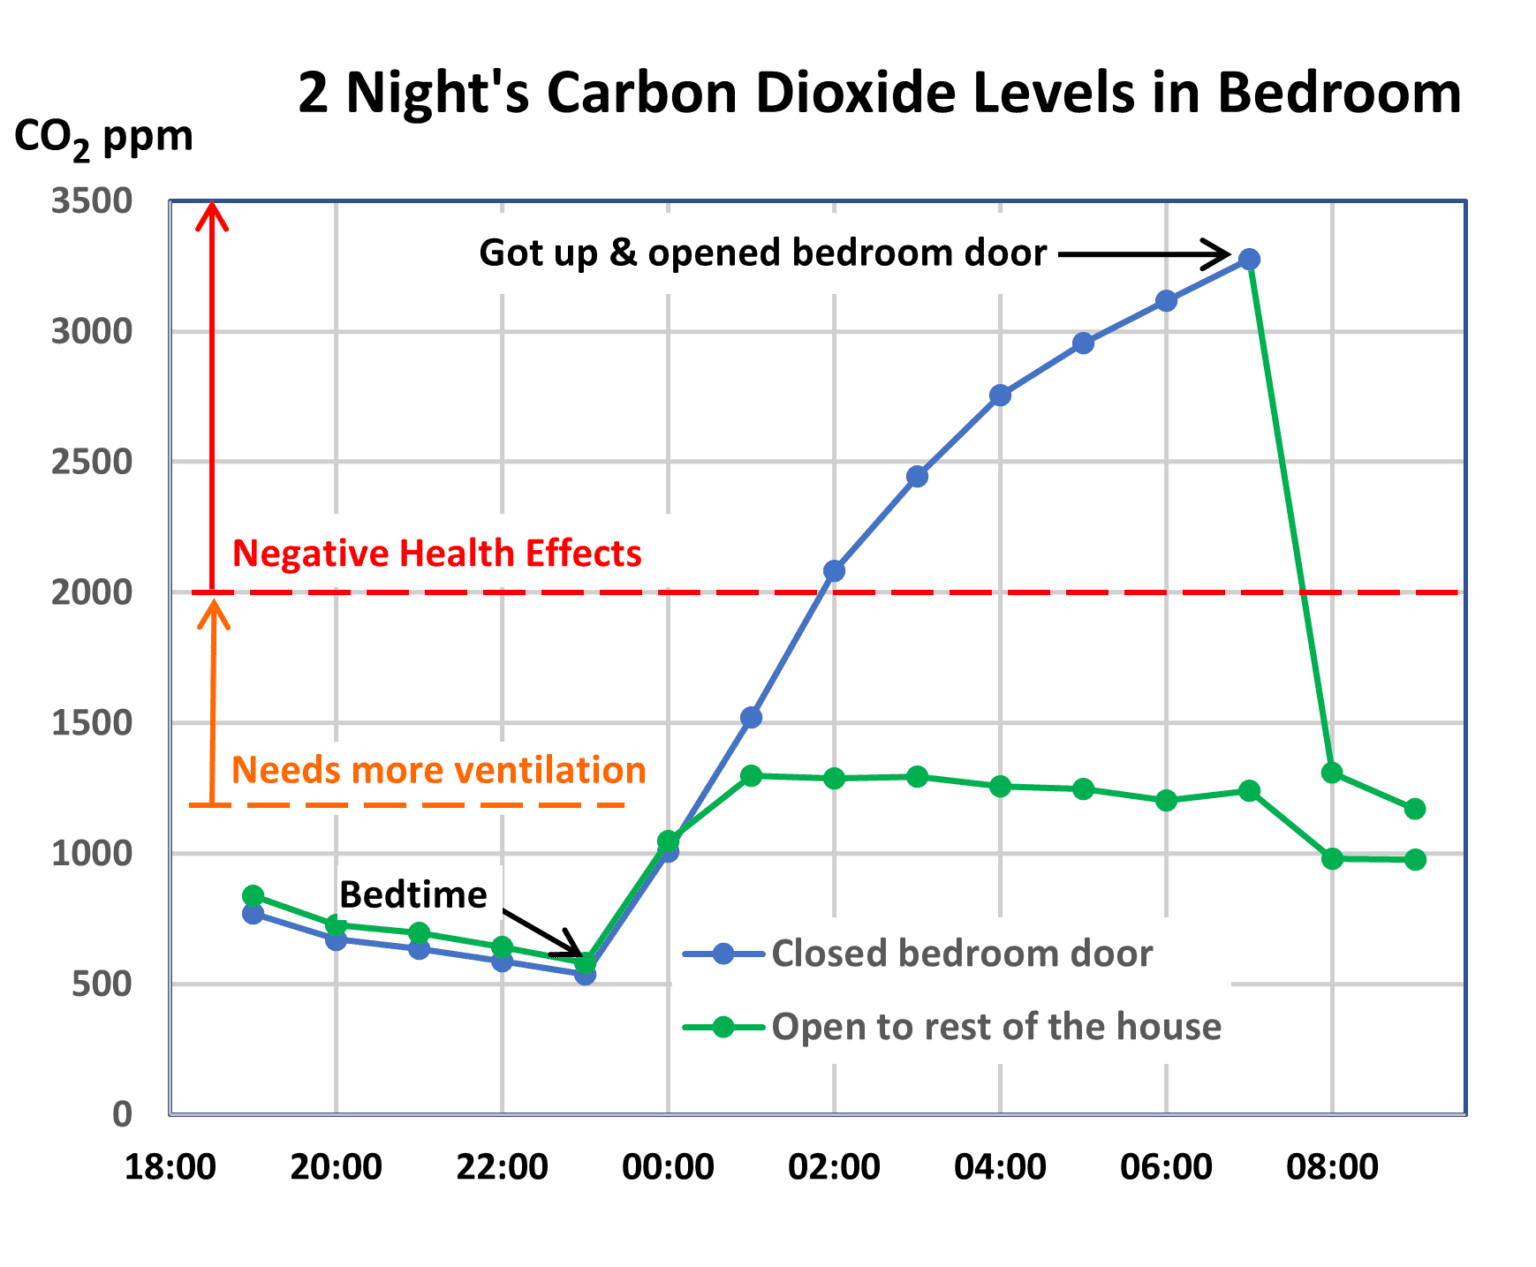 2 Night's Carbon Dioxide Levels in Bedroom
CO₂ ppm
3500
3000
2500
2000
1500
1000
500
0
Got up & opened bedroom door
Negative Health Effects
Needs more ventilation
Bedtime
Closed bedroom door
Open to rest of the house
18:00 20:00 22:00 00:00 02:00 04:00 06:00 08:00